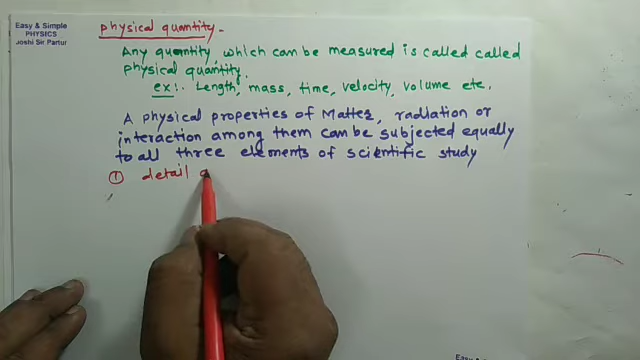 Easy & Simple
PHYSICS
Joshi Sir Partur
physical quantity.
Any quantity which can be measured is called called
physical quantity.
ex:. Length, mass, time, velocity, volume etc.
A physical properties of Matter, radiation or
interaction among them can be subjected equally
to all three elements of scientific study
① detail